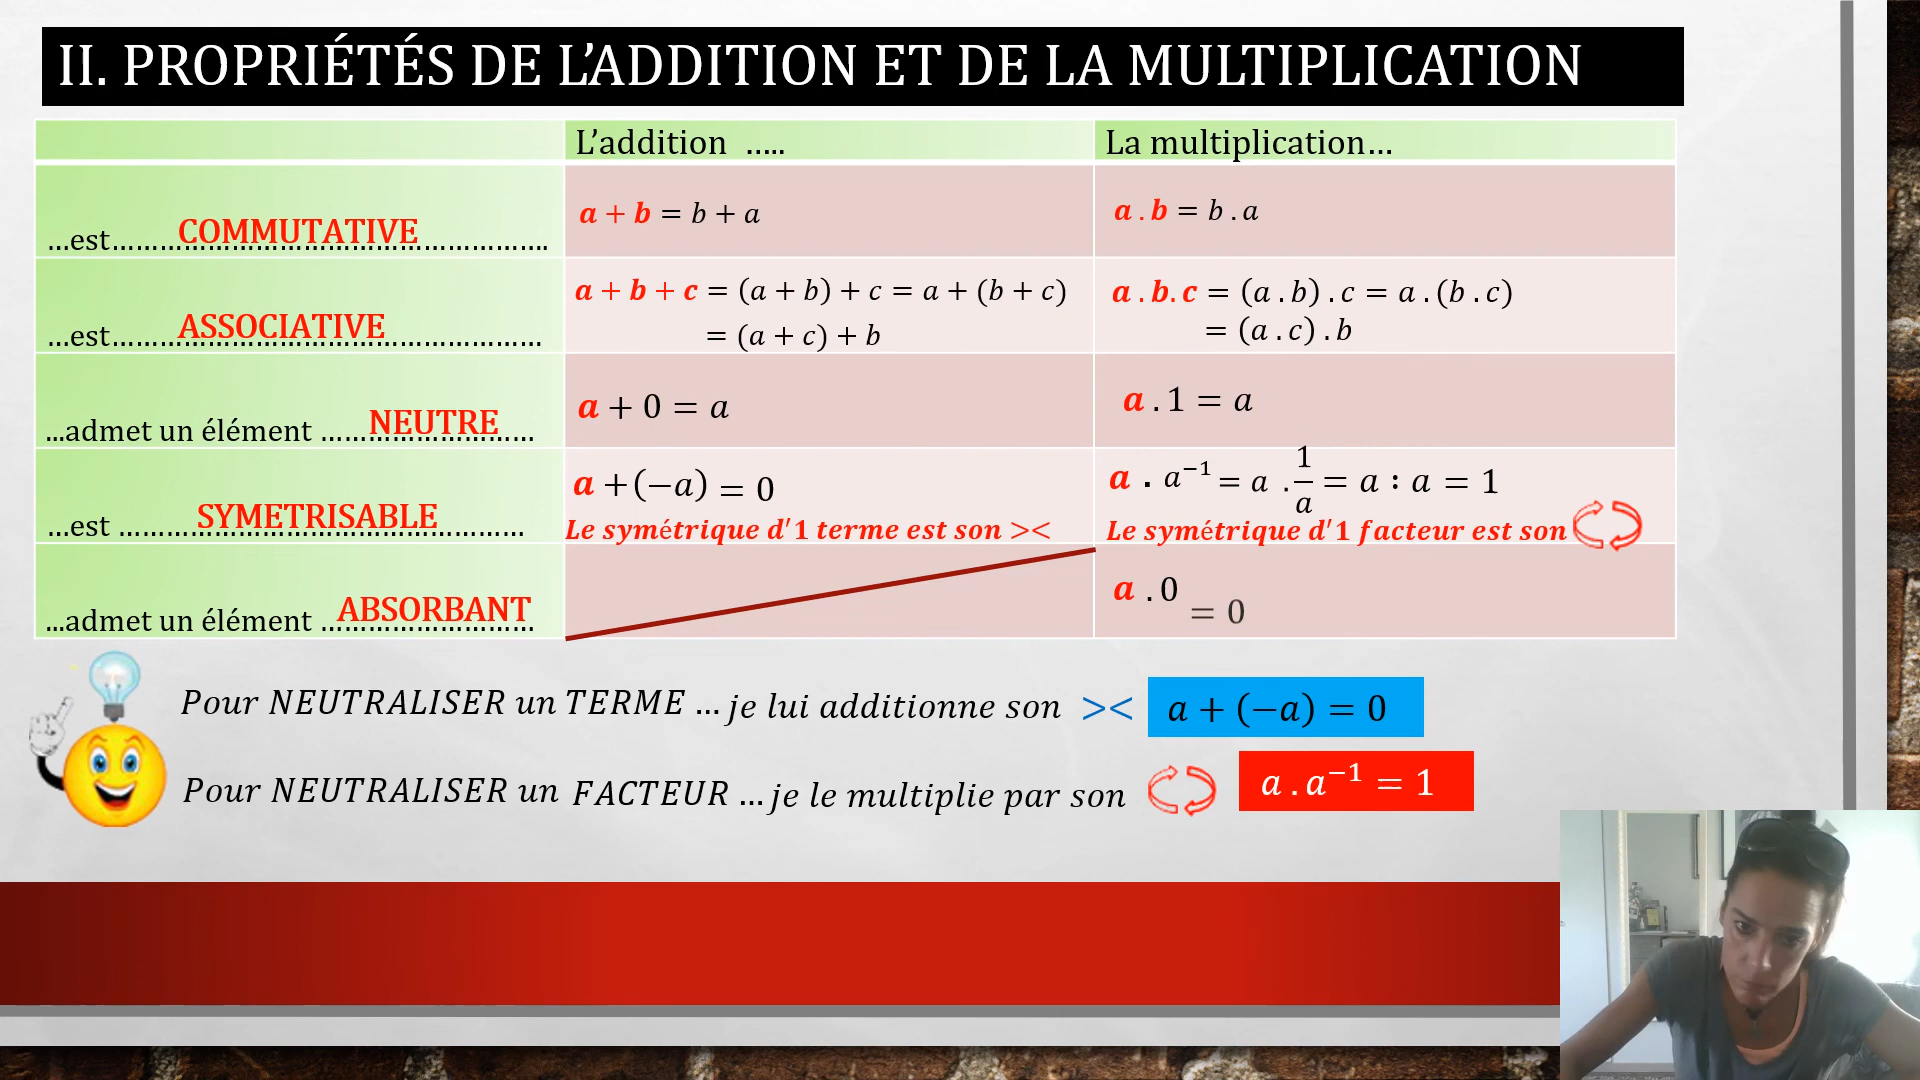 II. PROPRIÉTÉS DE L’ADDITION ET DE LA MULTIPLICATION
L’addition …..
La multiplication…
…est……COMMUTATIVE…………….
a + b = b + a
a . b = b . a
…est……ASSOCIATIVE……………
a + b + c = (a + b) + c = a + (b + c)
= (a + c) + b
a . b. c = (a . b) . c = a . (b . c)
= (a . c) . b
...admet un élément ……NEUTRE……
a + 0 = a
a . 1 = a
…est ……SYMETRISABLE……
a +(−a) = 0
Le symétrique d′1 terme est son ><
a . a⁻¹ = a . 1/a = a : a = 1
Le symétrique d′1 facteur est son
...admet un élément …ABSORBANT
a . 0 = 0
Pour NEUTRALISER un TERME … je lui additionne son >< a + (−a) = 0
Pour NEUTRALISER un FACTEUR … je le multiplie par son a . a⁻¹ = 1